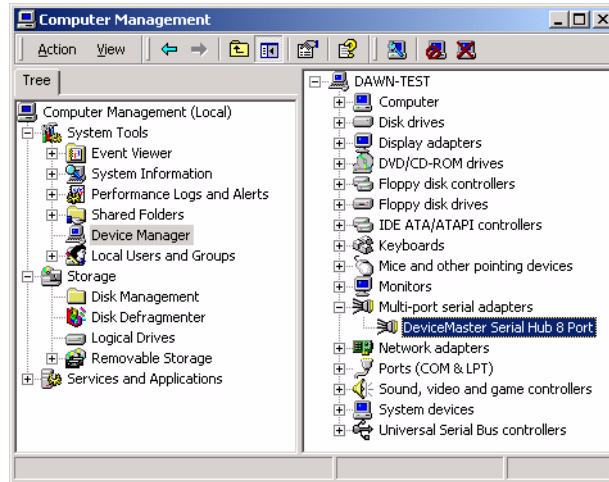 Computer Management
Action View
Tree
Computer Management (Local)
System Tools
Event Viewer
System Information
Performance Logs and Alerts
Shared Folders
Device Manager
Local Users and Groups
Storage
Disk Management
Disk Defragmenter
Logical Drives
Removable Storage
Services and Applications
DAWN-TEST
Computer
Disk drives
Display adapters
DVD/CD-ROM drives
Floppy disk controllers
Floppy disk drives
IDE ATA/ATAPI controllers
Keyboards
Mice and other pointing devices
Monitors
Multi-port serial adapters
DeviceMaster Serial Hub 8 Port
Network adapters
Ports (COM & LPT)
Sound, video and game controllers
System devices
Universal Serial Bus controllers